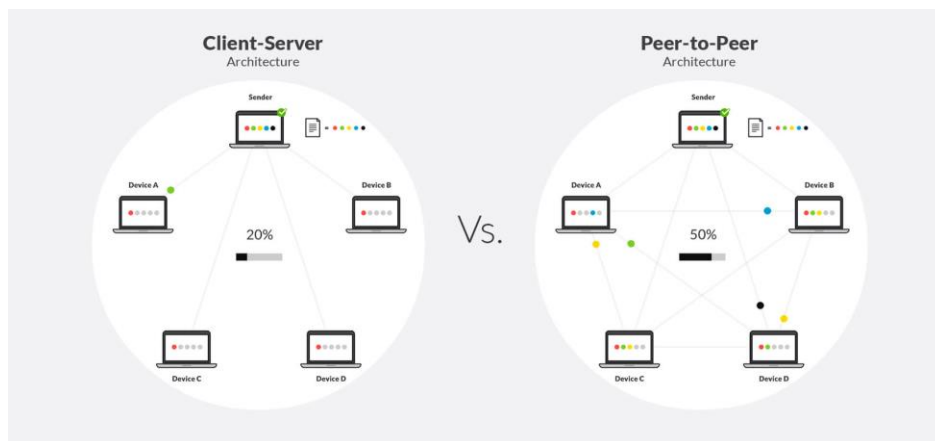 Client-Server
Architecture
Sender
=
Device A
Device B
20%
Device C
Device D
Vs.
Peer-to-Peer
Architecture
Sender
=
Device A
Device B
50%
Device C
Device D